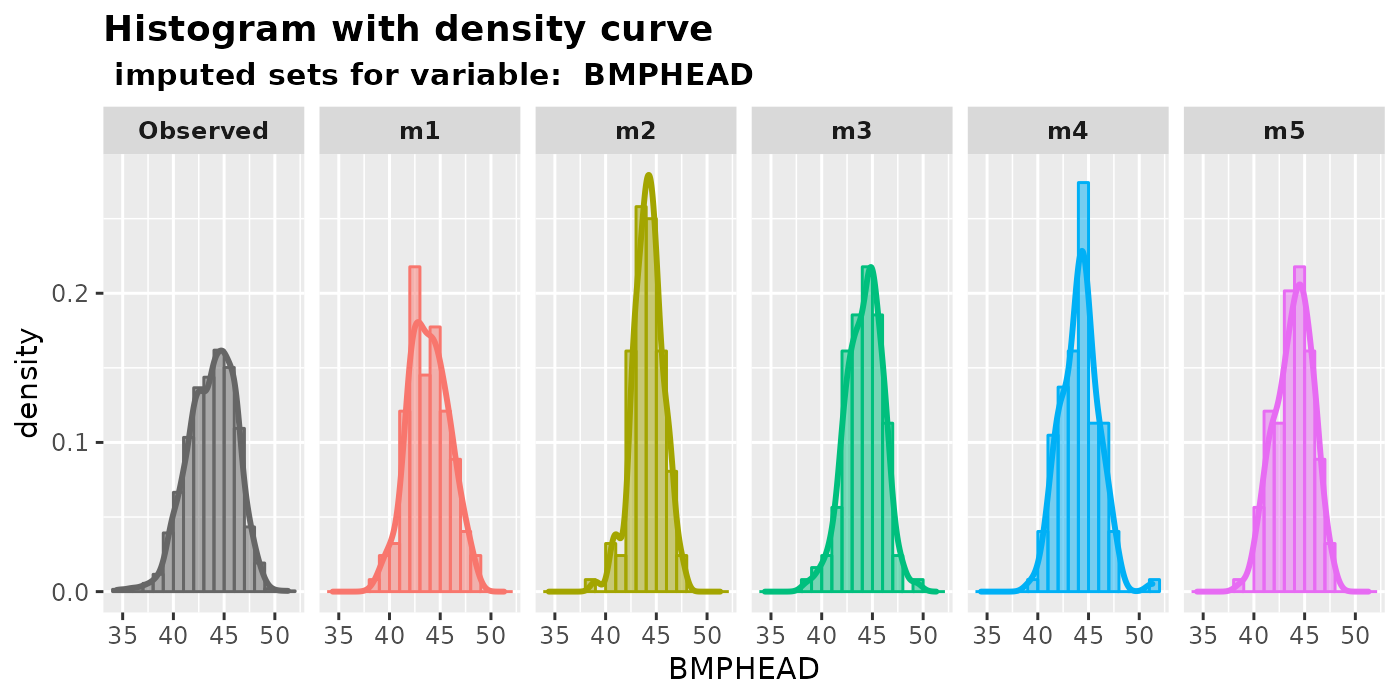 Histogram with density curve
imputed sets for variable:  BMPHEAD
Observed m1 m2 m3 m4 m5
0.2
0.1
0.0
density
35 40 45 50 35 40 45 50 35 40 45 50 35 40 45 50 35 40 45 50 35 40 45 50
BMPHEAD